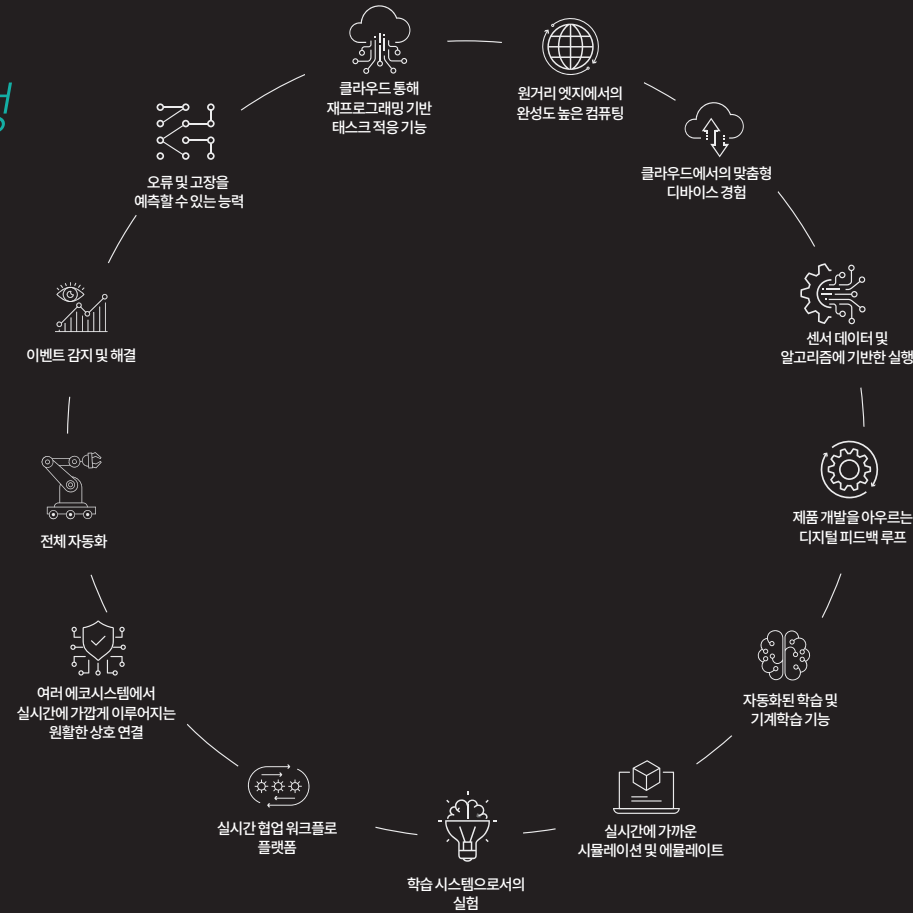 클라우드 통해
재프로그래밍 기반
태스크 적응 기능
원거리 엣지에서의
완성도 높은 컴퓨팅
클라우드에서의 맞춤형
디바이스 경험
센서 데이터 및
알고리즘에 기반한 실행
제품 개발을 아우르는
디지털 피드백 루프
자동화된 학습 및
기계학습 기능
실시간에 가까운
시뮬레이션 및 에뮬레이트
학습 시스템으로서의
실험
실시간 협업 워크플로
플랫폼
여러 에코시스템에서
실시간에 가깝게 이루어지는
원활한 상호 연결
전체 자동화
이벤트 감지 및 해결
오류 및 고장을
예측할 수 있는 능력